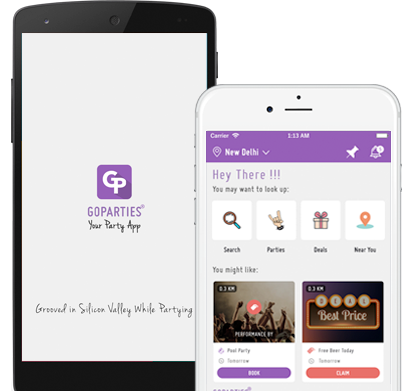 GP
GOPARTIES®
Your Party App
Grooved in Silicon Valley While Partying
Carrier
1:13 AM
New Delhi
Hey There !!!
You may want to look up:
Search
Parties
Deals
Near You
You might like:
0.3 KM
PERFORMANCE BY
Pool Party
Tomorrow
BOOK
0.3 KM
DEAL
Best Price
Free Beer Today
Tomorrow
CLAIM